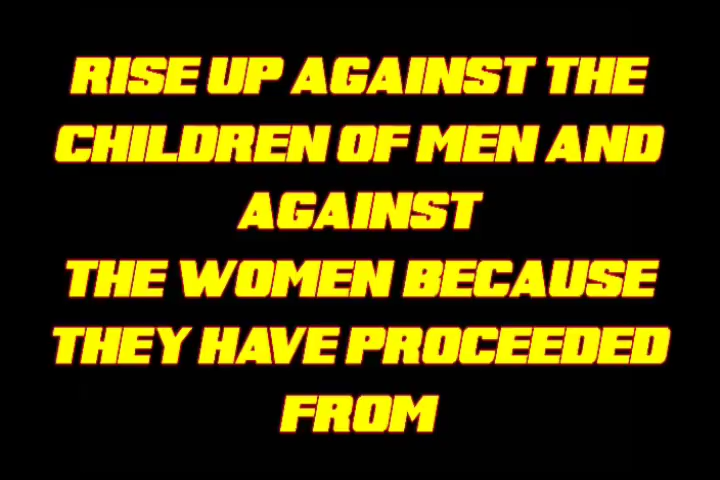 RISE UP AGAINST THE
CHILDREN OF MEN AND
AGAINST
THE WOMEN BECAUSE
THEY HAVE PROCEEDED
FROM